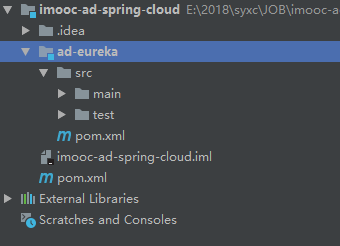 imooc-ad-spring-cloud E:\2018\syxc\JOB\imooc-a
.idea
ad-eureka
src
main
test
pom.xml
imooc-ad-spring-cloud.iml
pom.xml
External Libraries
Scratches and Consoles